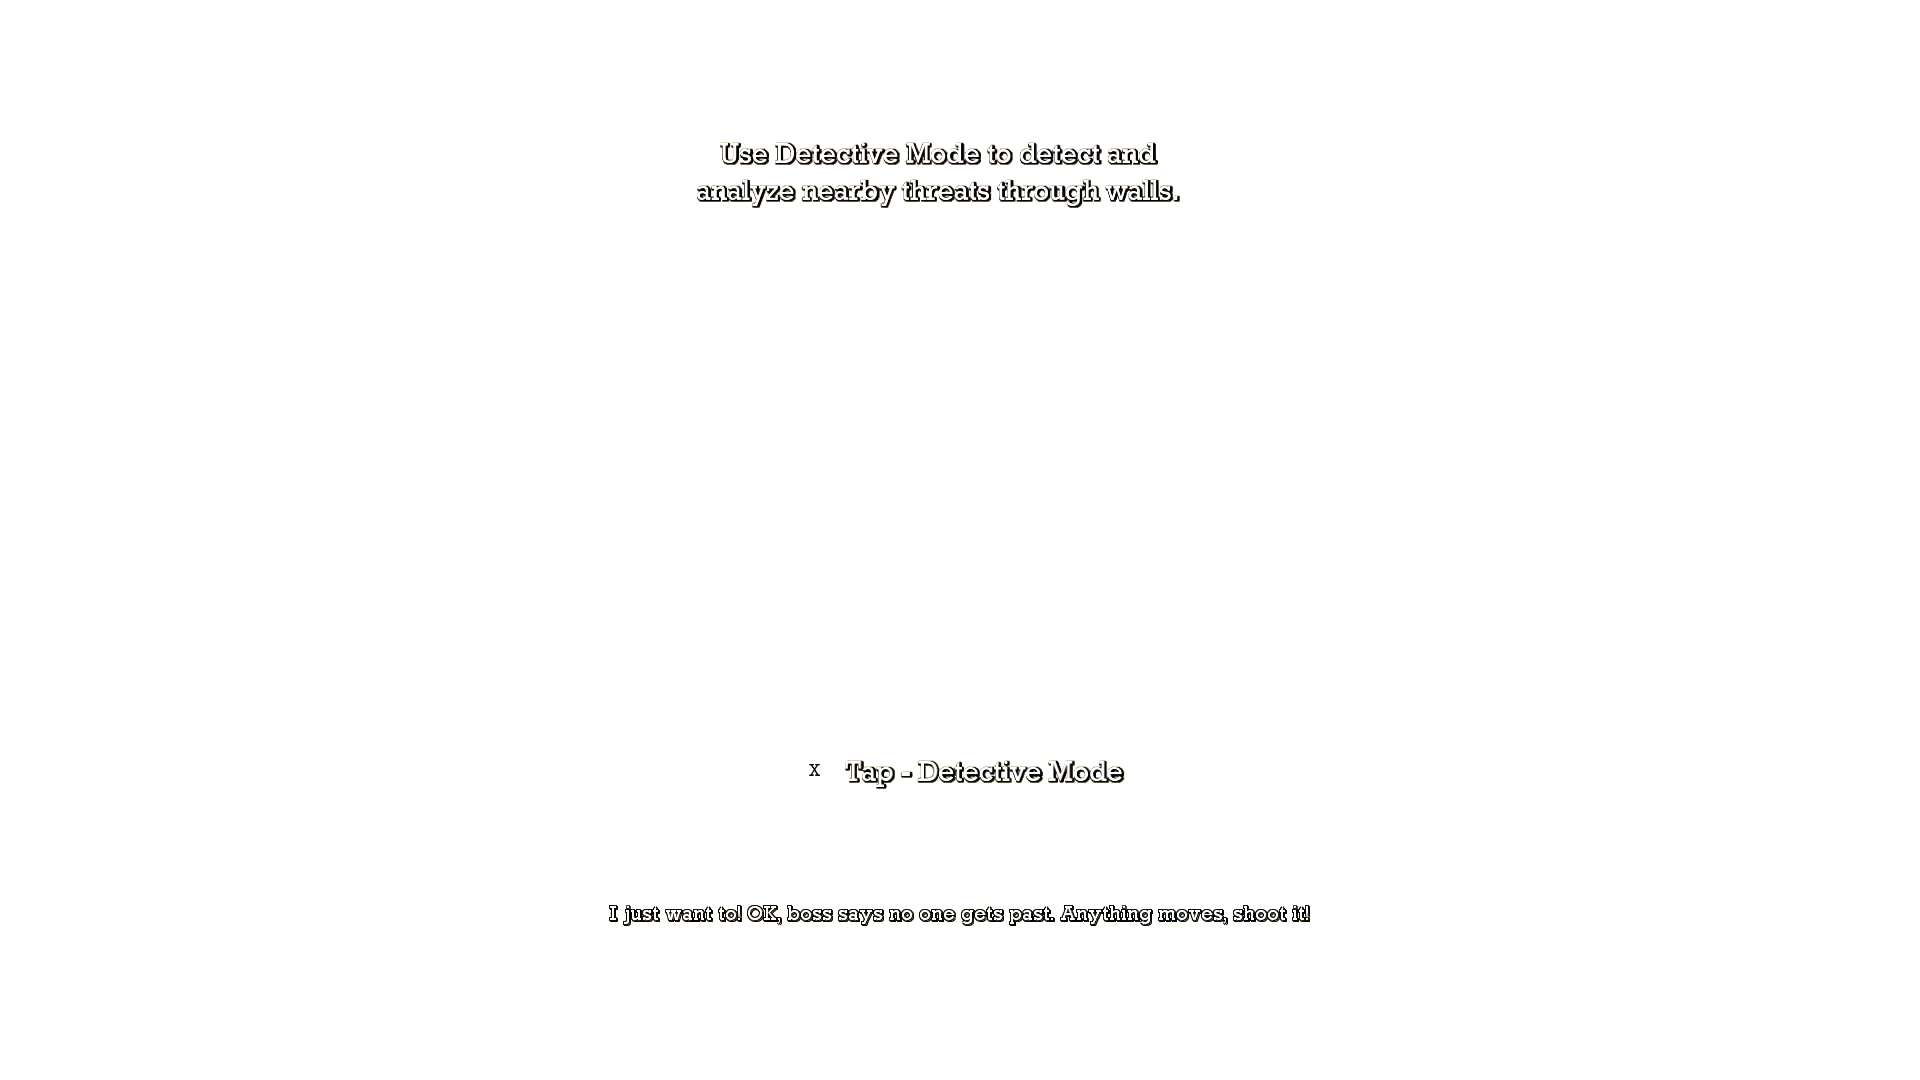 Use Detective Mode to detect and
analyze nearby threats through walls.
X Tap - Detective Mode
I just want to! OK, boss says no one gets past. Anything moves, shoot it!